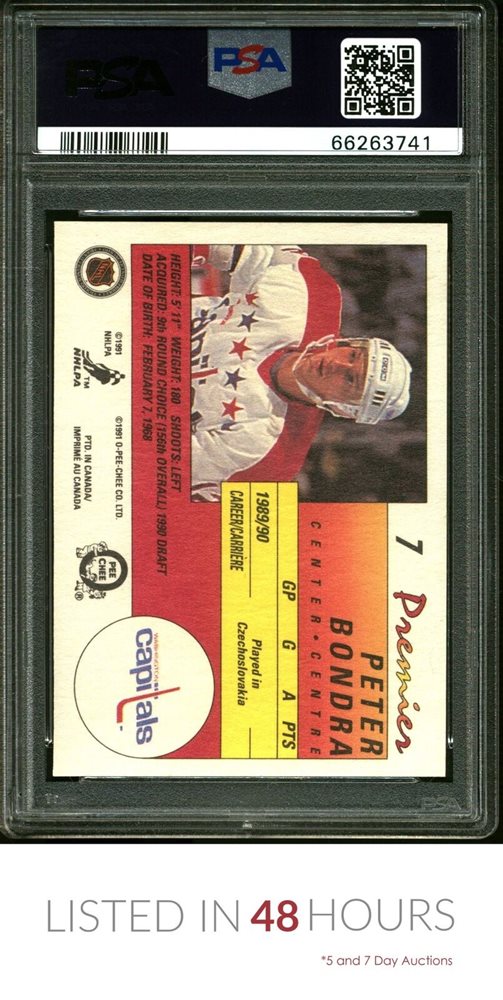 PSA
PSA
66263741
7
Premier
PETER
BONDRA
CENTER • CENTRE
GP G A PTS
1989/90 Played in
Czechoslovakia
CAREER/CARRIÈRE
HEIGHT: 5' 11" WEIGHT: 180 SHOOTS: LEFT
ACQUIRED: 9th ROUND CHOICE (156th OVERALL) 1990 DRAFT
DATE OF BIRTH: FEBRUARY 7, 1968
WASHINGTON
capitals
NHL
©1991
NHLPA
NHLPA™
©1991 O-PEE-CHEE CO. LTD.
PTD. IN CANADA/
IMPRIMÉ AU CANADA
O
PEE
CHEE
®
PSA
LISTED IN 48 HOURS
*5 and 7 Day Auctions